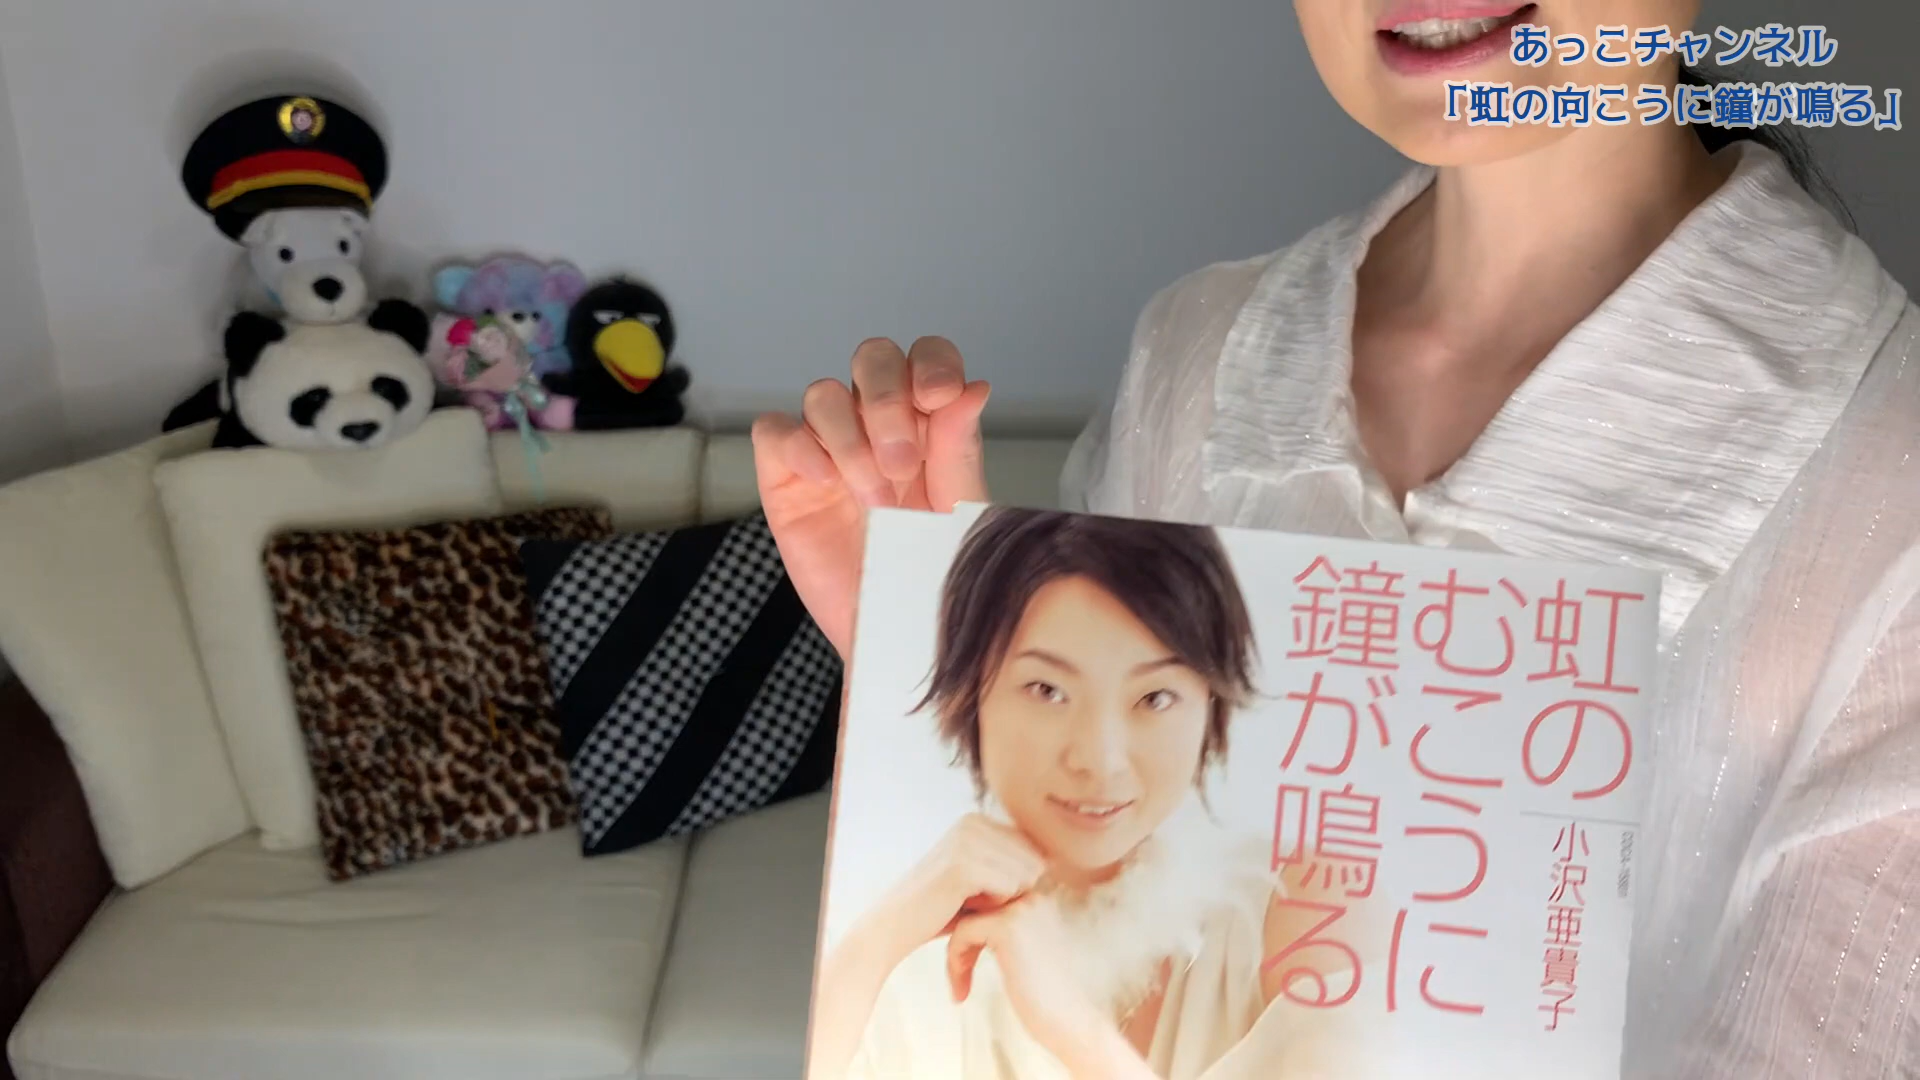 あっこチャンネル
「虹の向こうに鐘が鳴る」
虹の
むこうに
鐘が鳴る
小沢亜貴子